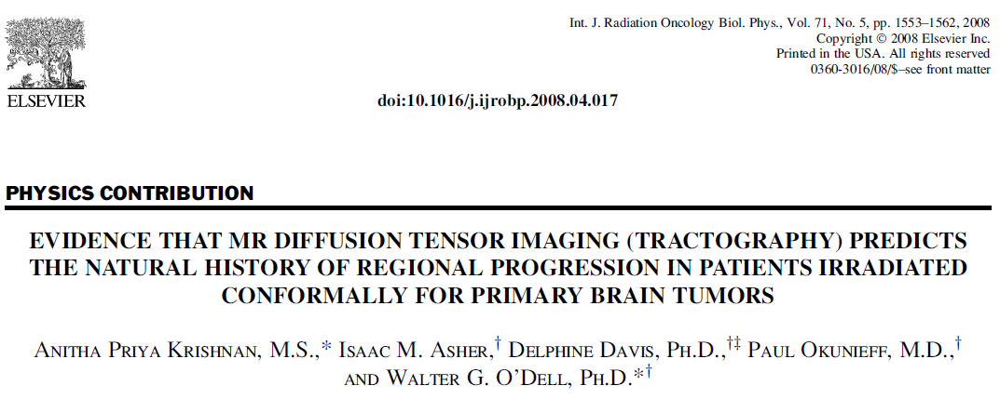 Int. J. Radiation Oncology Biol. Phys., Vol. 71, No. 5, pp. 1553–1562, 2008
Copyright © 2008 Elsevier Inc.
Printed in the USA. All rights reserved
0360-3016/08/$–see front matter
ELSEVIER
doi:10.1016/j.ijrobp.2008.04.017
PHYSICS CONTRIBUTION
EVIDENCE THAT MR DIFFUSION TENSOR IMAGING (TRACTOGRAPHY) PREDICTS
THE NATURAL HISTORY OF REGIONAL PROGRESSION IN PATIENTS IRRADIATED
CONFORMALLY FOR PRIMARY BRAIN TUMORS
ANITHA PRIYA KRISHNAN, M.S.,* ISAAC M. ASHER,† DELPHINE DAVIS, PH.D.,†‡ PAUL OKUNIEFF, M.D.,†
AND WALTER G. O'DELL, PH.D.*†